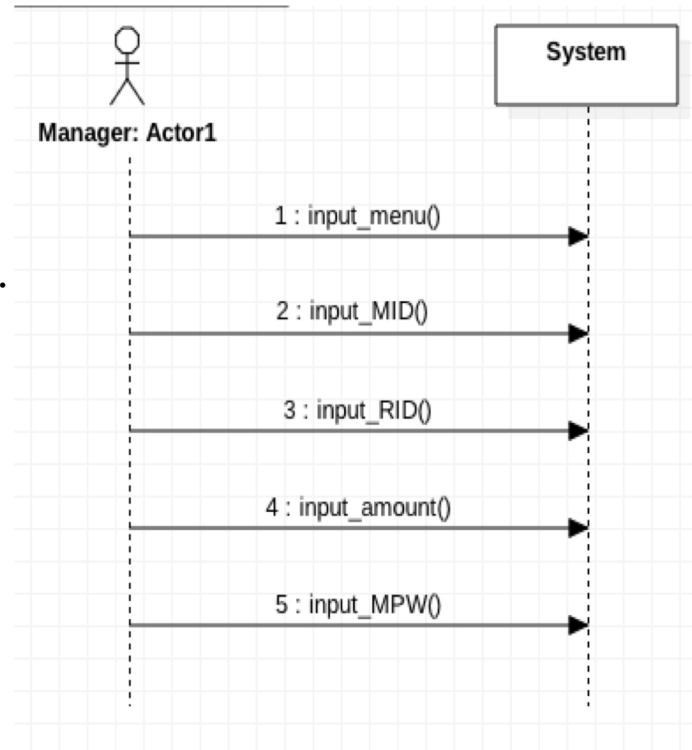 System
Manager: Actor1
1 : input_menu()
2 : input_MID()
3 : input_RID()
4 : input_amount()
5 : input_MPW()